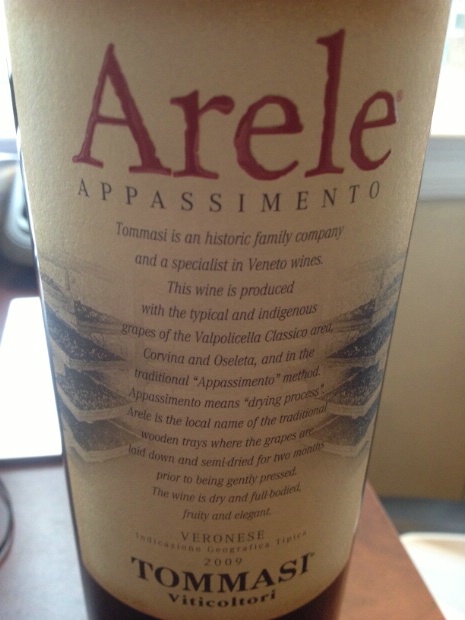 Arele®
APPASSIMENTO
Tommasi is an historic family company
and a specialist in Veneto wines.
This wine is produced
with the typical and indigenous
grapes of the Valpolicella Classico area,
Corvina and Oseleta, and in the
traditional “Appassimento” method.
Appassimento means “drying process”.
Arele is the local name of the traditional
wooden trays where the grapes are
laid down and semi-dried for two months
prior to being gently pressed.
The wine is dry and full-bodied,
fruity and elegant.
VERONESE
Indicazione Geografica Tipica
2009
TOMMASI
Viticoltori